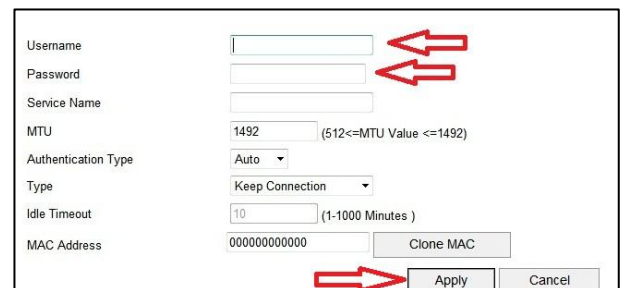 Username
Password
Service Name
MTU 1492 (512<=MTU Value <=1492)
Authentication Type Auto
Type Keep Connection
Idle Timeout 10 (1-1000 Minutes )
MAC Address 000000000000 Clone MAC
Apply Cancel